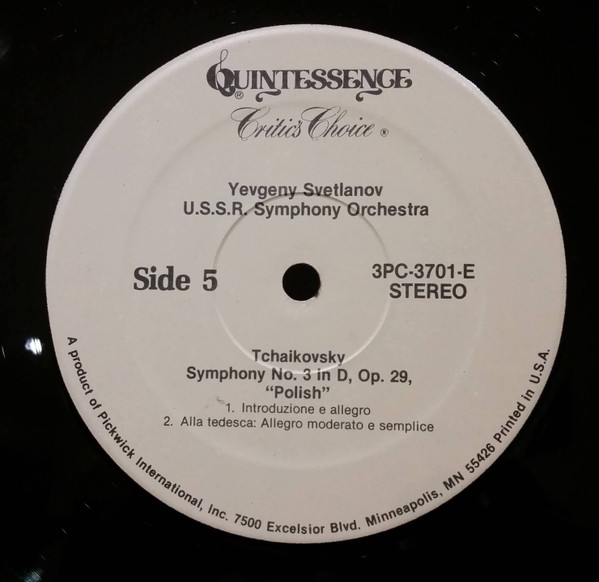 QUINTESSENCE
®
Critic's Choice ®
Yevgeny Svetlanov
U.S.S.R. Symphony Orchestra
Side 5
3PC-3701-E
STEREO
Tchaikovsky
Symphony No. 3 in D, Op. 29,
“Polish”
1. Introduzione e allegro
2. Alla tedesca: Allegro moderato e semplice
A product of Pickwick International, Inc. 7500 Excelsior Blvd. Minneapolis, MN 55426 Printed in U.S.A.